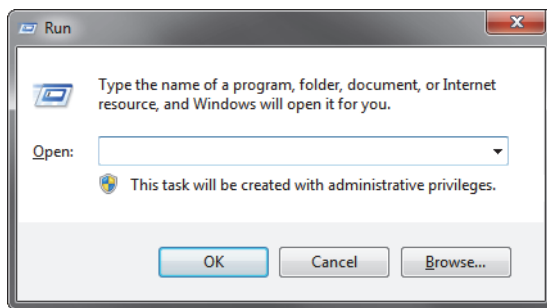 Run
Type the name of a program, folder, document, or Internet
resource, and Windows will open it for you.
Open:
This task will be created with administrative privileges.
OK Cancel Browse...